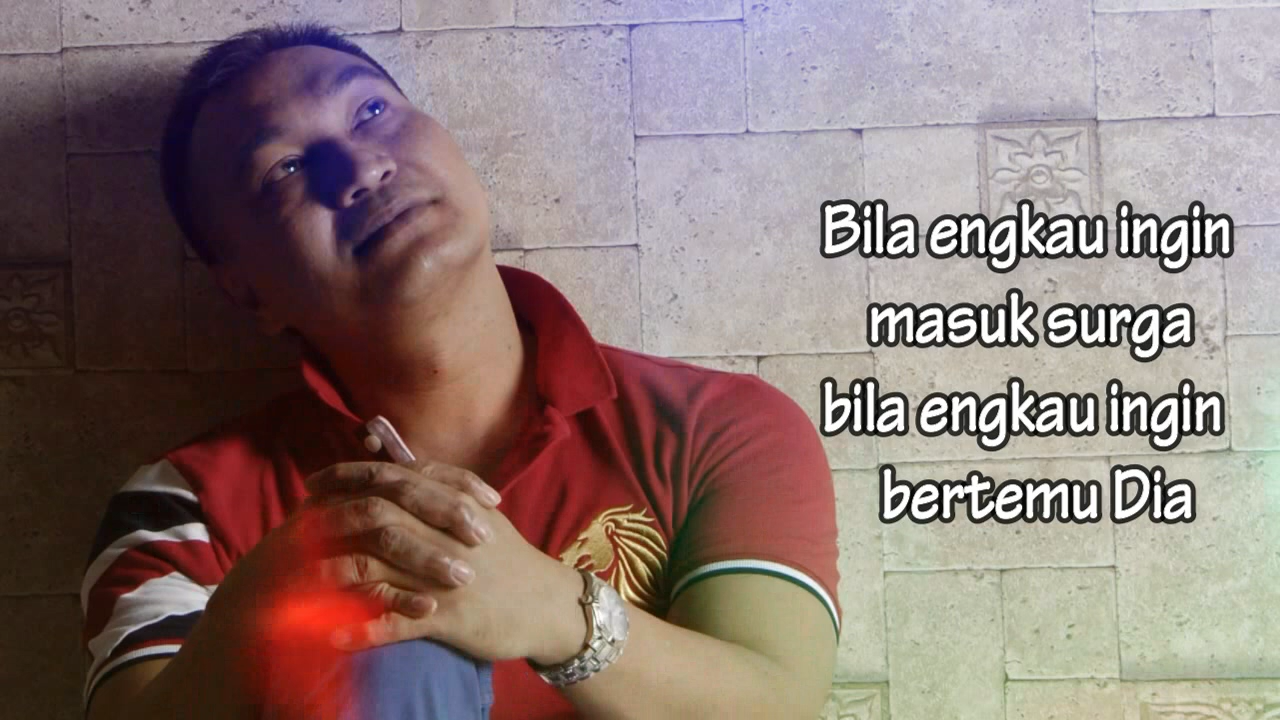 Bila engkau ingin
masuk surga
bila engkau ingin
bertemu Dia